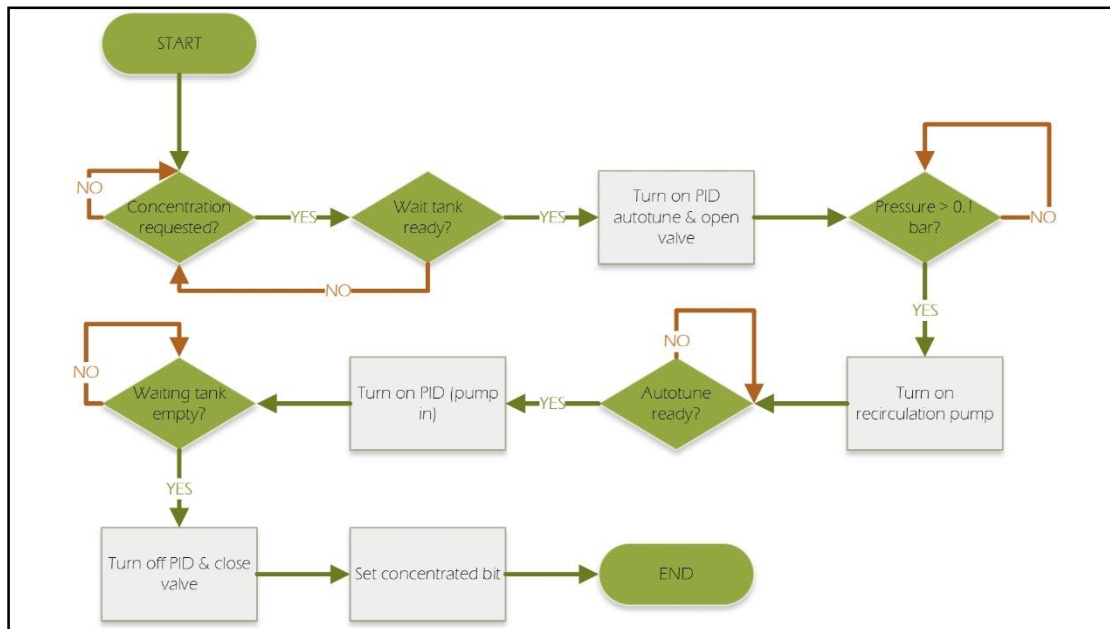 START
NO
Concentration
requested?
YES
Wait tank
ready?
YES
Turn on PID
autotune & open
valve
Pressure > 0.1
bar?
NO
NO
YES
Turn on
recirculation pump
NO
Autotune
ready?
YES
Turn on PID (pump
in)
NO
Waiting tank
empty?
YES
Turn off PID & close
valve
Set concentrated bit
END